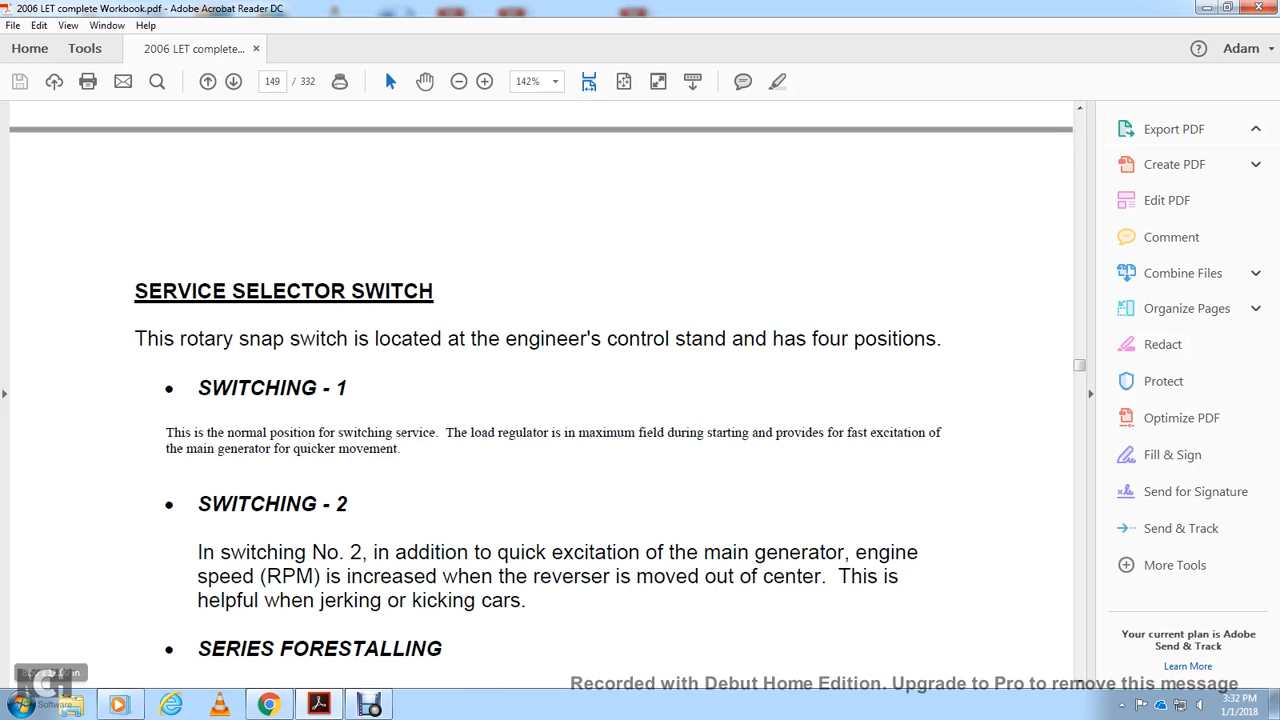 2006 LET complete Workbook.pdf - Adobe Acrobat Reader DC
File Edit View Window Help
Home Tools 2006 LET complete... × Adam
149 / 332 142%
SERVICE SELECTOR SWITCH
This rotary snap switch is located at the engineer's control stand and has four positions.
• SWITCHING - 1
This is the normal position for switching service. The load regulator is in maximum field during starting and provides for fast excitation of
the main generator for quicker movement.
• SWITCHING - 2
In switching No. 2, in addition to quick excitation of the main generator, engine
speed (RPM) is increased when the reverser is moved out of center. This is
helpful when jerking or kicking cars.
• SERIES FORESTALLING
Export PDF
Create PDF
Edit PDF
Comment
Combine Files
Organize Pages
Redact
Protect
Optimize PDF
Fill & Sign
Send for Signature
Send & Track
More Tools
Your current plan is Adobe
Send & Track
Learn More
Recorded with Debut Home Edition. Upgrade to Pro to remove this message
NCH
Software
3:32 PM
1/1/2018